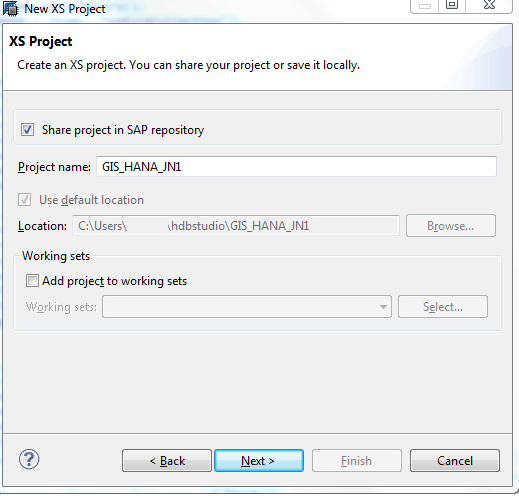 New XS Project
XS Project
Create an XS project. You can share your project or save it locally.
Share project in SAP repository
Project name: GIS_HANA_JN1
Use default location
Location: C:\Users\ \hdbstudio\GIS_HANA_JN1 Browse...
Working sets
Add project to working sets
Working sets: Select...
? < Back Next > Finish Cancel